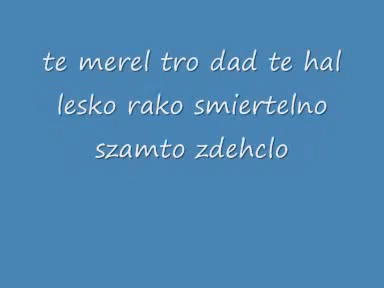 te merel tro dad te hal
lesko rako smiertelno
szamto zdehclo